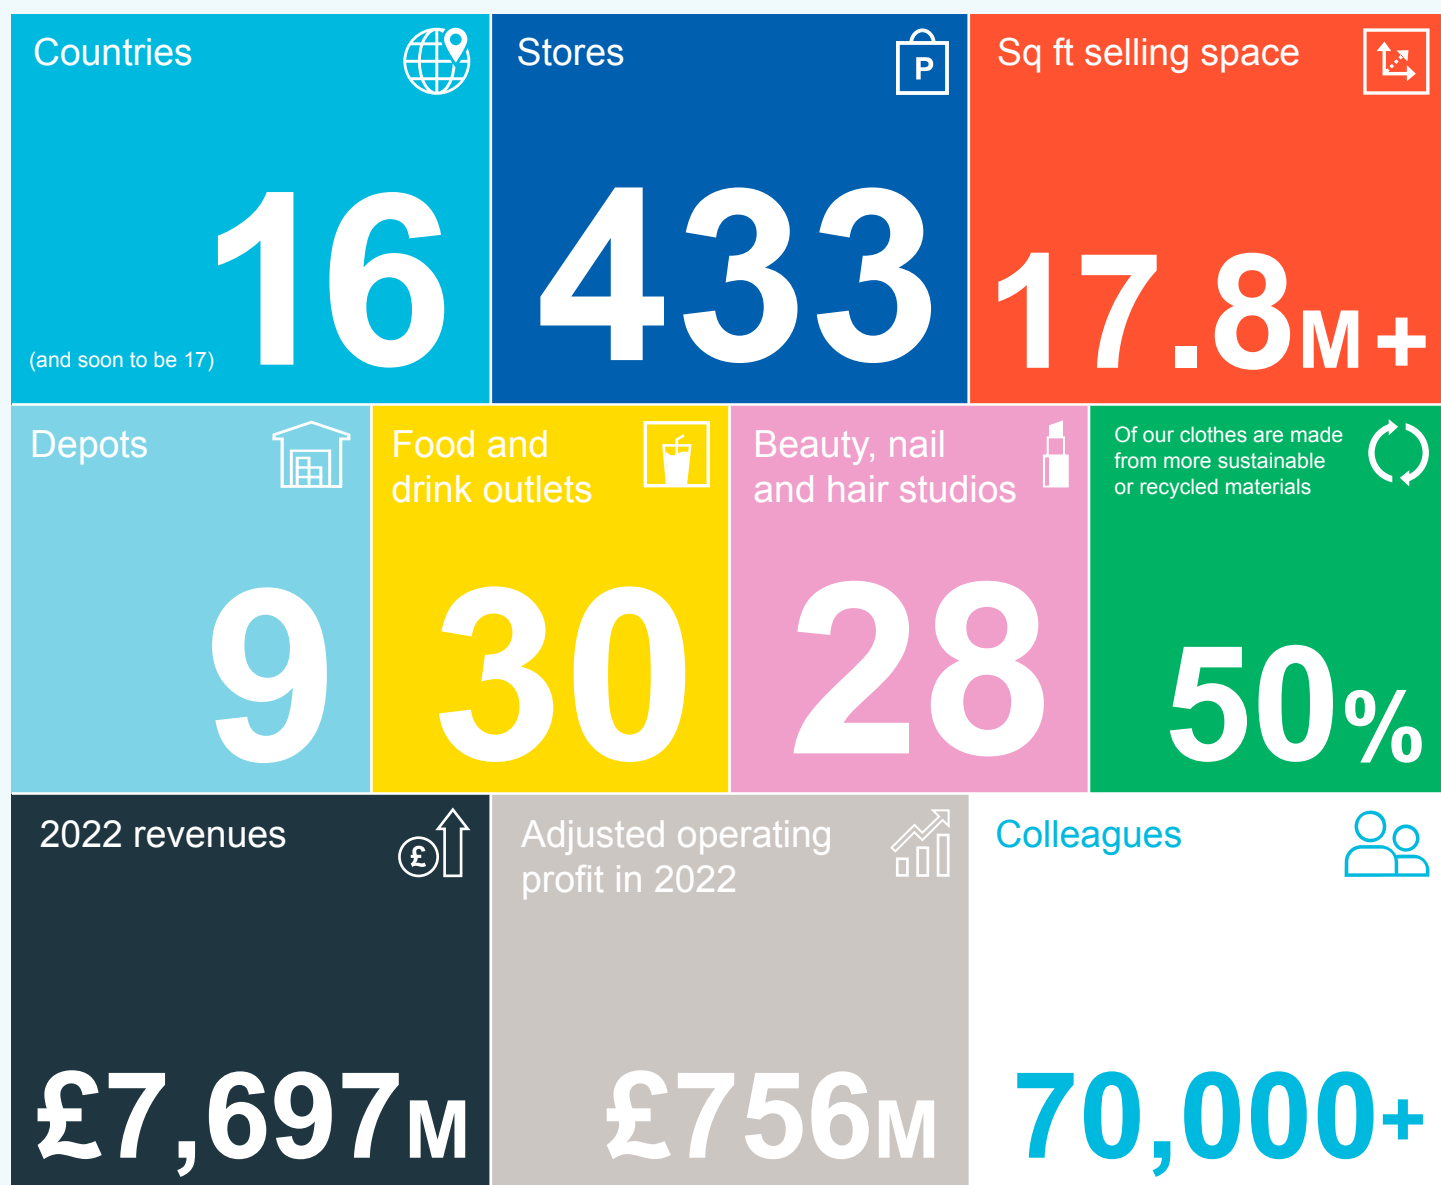 Countries
16
(and soon to be 17)
Stores
P
433
Sq ft selling space
17.8M+
Depots
9
Food and
drink outlets
30
Beauty, nail
and hair studios
28
Of our clothes are made
from more sustainable
or recycled materials
50%
2022 revenues
£
£7,697M
Adjusted operating
profit in 2022
£756M
Colleagues
70,000+